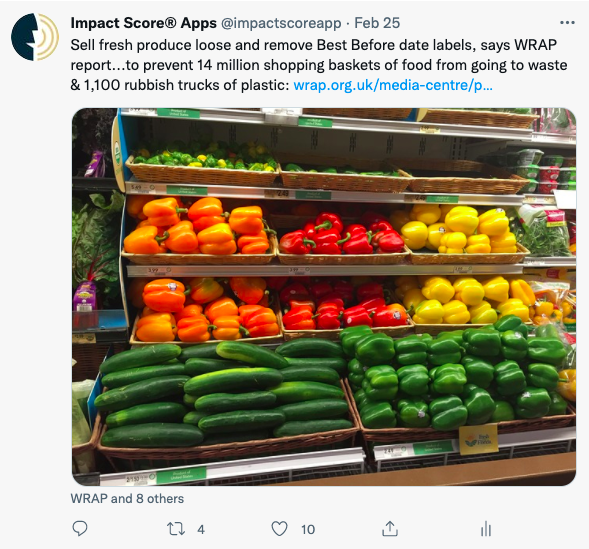 Impact Score® Apps @impactscoreapp · Feb 25
Sell fresh produce loose and remove Best Before date labels, says WRAP
report...to prevent 14 million shopping baskets of food from going to waste
& 1,100 rubbish trucks of plastic: wrap.org.uk/media-centre/p...
WRAP and 8 others
4
10